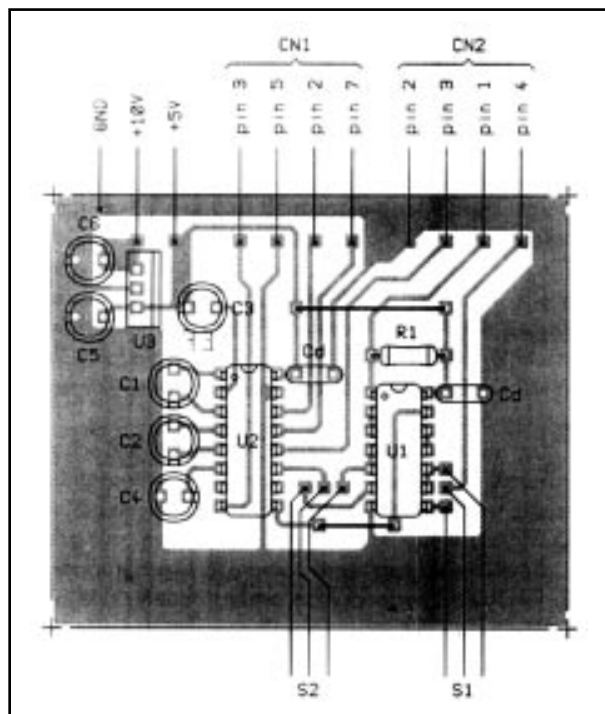 CN1 CN2
GND +10V +5V pin 3 pin 5 pin 2 pin 7 pin 2 pin 3 pin 1 pin 4
C6
C3
C5 U3
R1
Cd
C1
Cd
C2 U2 U1
C4
S2 S1